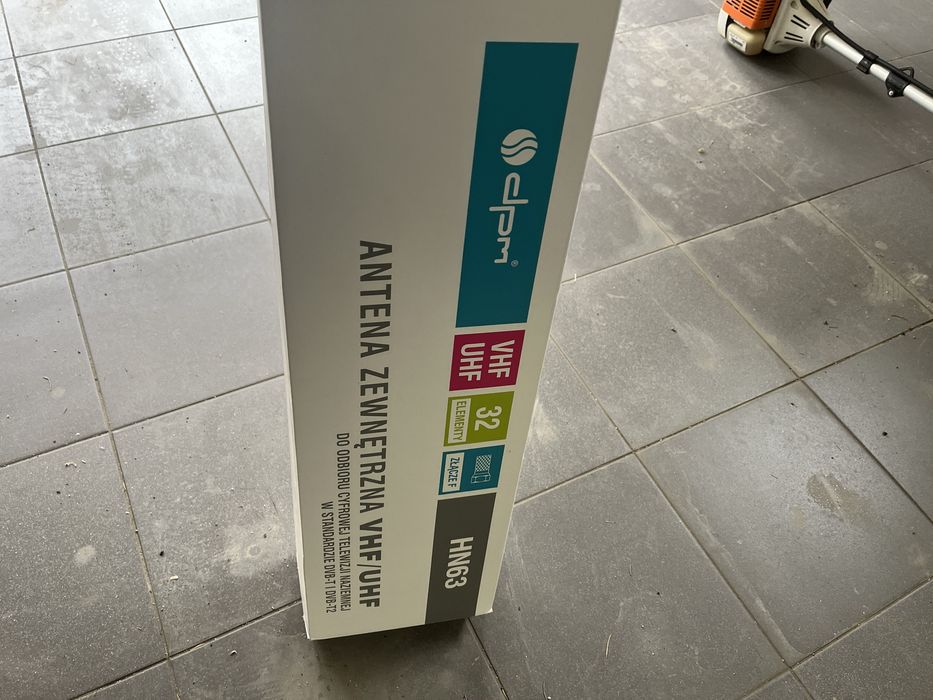 dpm®
VHF
UHF
32
ELEMENTY
ZŁĄCZE F
HN63
ANTENA ZEWNĘTRZNA VHF/UHF
DO ODBIORU CYFROWEJ TELEWIZJI NAZIEMNEJ
W STANDARDZIE DVB-T I DVB-T2